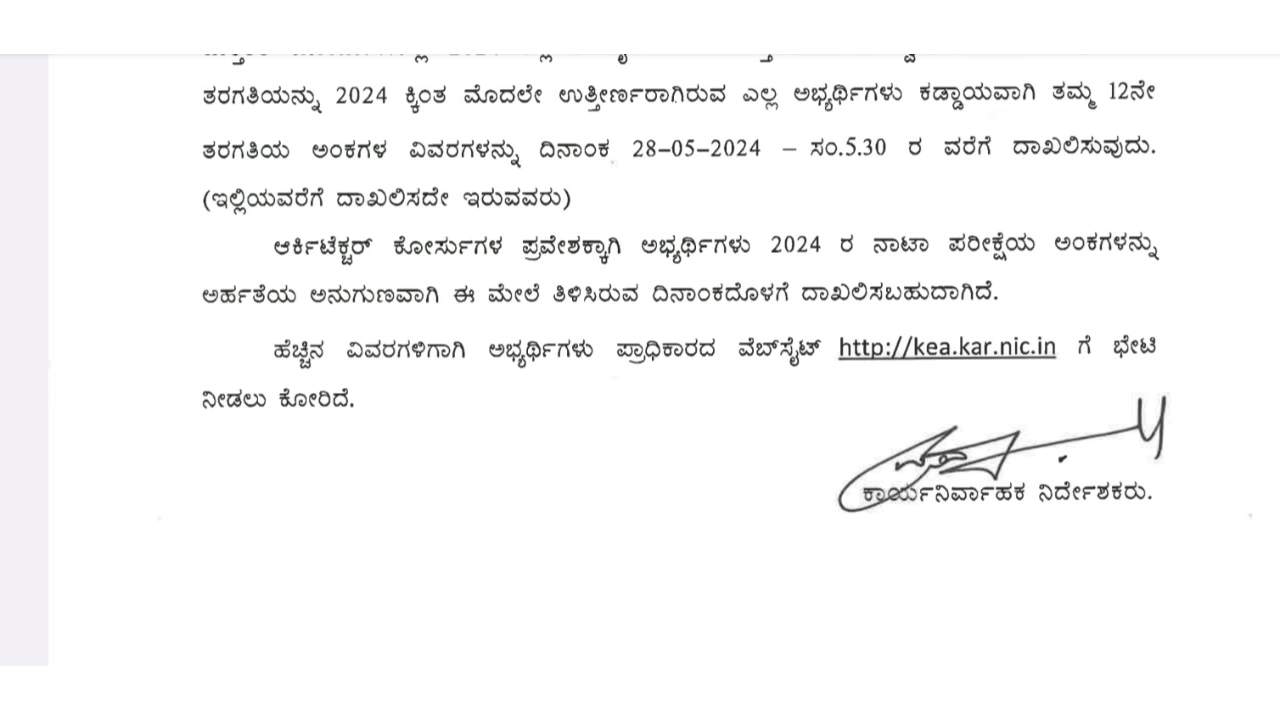 ತರಗತಿಯನ್ನು 2024 ಕ್ಕಿಂತ ಮೊದಲೇ ಉತ್ತೀರ್ಣರಾಗಿರುವ ಎಲ್ಲ ಅಭ್ಯರ್ಥಿಗಳು ಕಡ್ಡಾಯವಾಗಿ ತಮ್ಮ 12ನೇ
ತರಗತಿಯ ಅಂಕಗಳ ವಿವರಗಳನ್ನು ದಿನಾಂಕ 28-05-2024 – ಸಂ.5.30 ರ ವರೆಗೆ ದಾಖಲಿಸುವುದು.
(ಇಲ್ಲಿಯವರೆಗೆ ದಾಖಲಿಸದೇ ಇರುವವರು)
ಆರ್ಕಿಟೆಕ್ಚರ್ ಕೋರ್ಸುಗಳ ಪ್ರವೇಶಕ್ಕಾಗಿ ಅಭ್ಯರ್ಥಿಗಳು 2024 ರ ನಾಟಾ ಪರೀಕ್ಷೆಯ ಅಂಕಗಳನ್ನು
ಅರ್ಹತೆಯ ಅನುಗುಣವಾಗಿ ಈ ಮೇಲೆ ತಿಳಿಸಿರುವ ದಿನಾಂಕದೊಳಗೆ ದಾಖಲಿಸಬಹುದಾಗಿದೆ.
ಹೆಚ್ಚಿನ ವಿವರಗಳಿಗಾಗಿ ಅಭ್ಯರ್ಥಿಗಳು ಪ್ರಾಧಿಕಾರದ ವೆಬ್‌ಸೈಟ್ http://kea.kar.nic.in ಗೆ ಭೇಟಿ
ನೀಡಲು ಕೋರಿದೆ.
ಕಾರ್ಯನಿರ್ವಾಹಕ ನಿರ್ದೇಶಕರು.